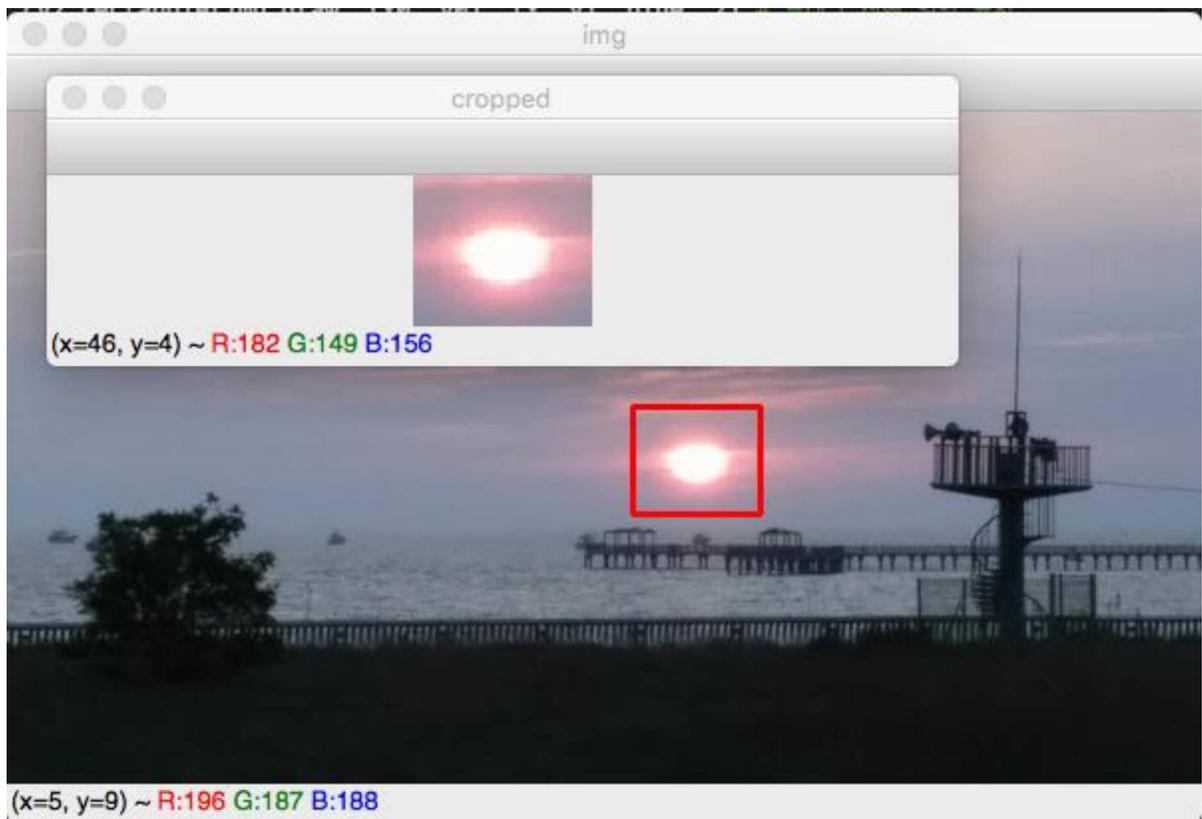 img
cropped
(x=46, y=4) ~ R:182 G:149 B:156
(x=5, y=9) ~ R:196 G:187 B:188